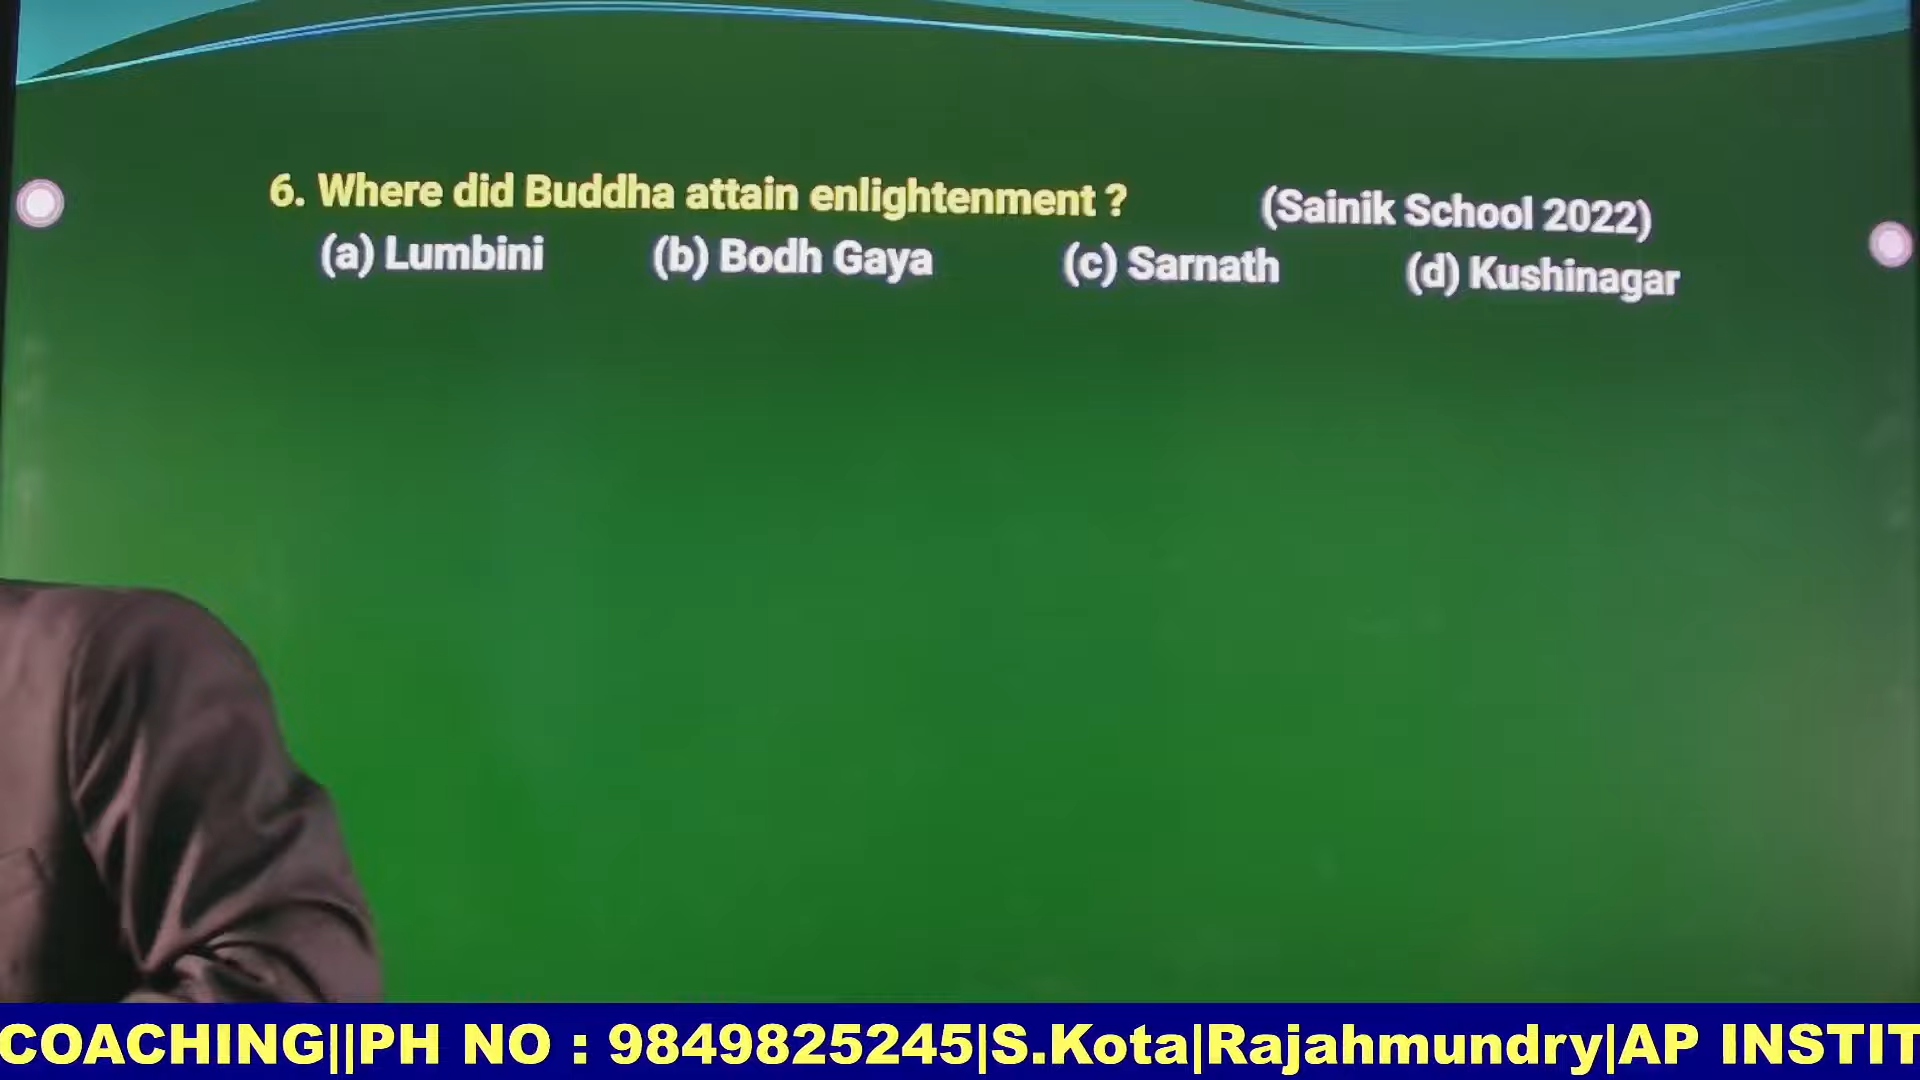 6. Where did Buddha attain enlightenment ? (Sainik School 2022)
(a) Lumbini (b) Bodh Gaya (c) Sarnath (d) Kushinagar
COACHING||PH NO : 9849825245|S.Kota|Rajahmundry|AP INSTIT